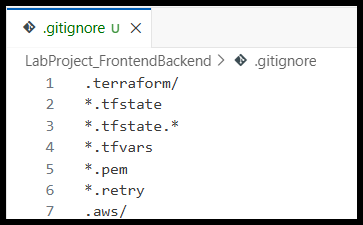 .gitignore U
LabProject_FrontendBackend > .gitignore
1 .terraform/
2 *.tfstate
3 *.tfstate.*
4 *.tfvars
5 *.pem
6 *.retry
7 .aws/